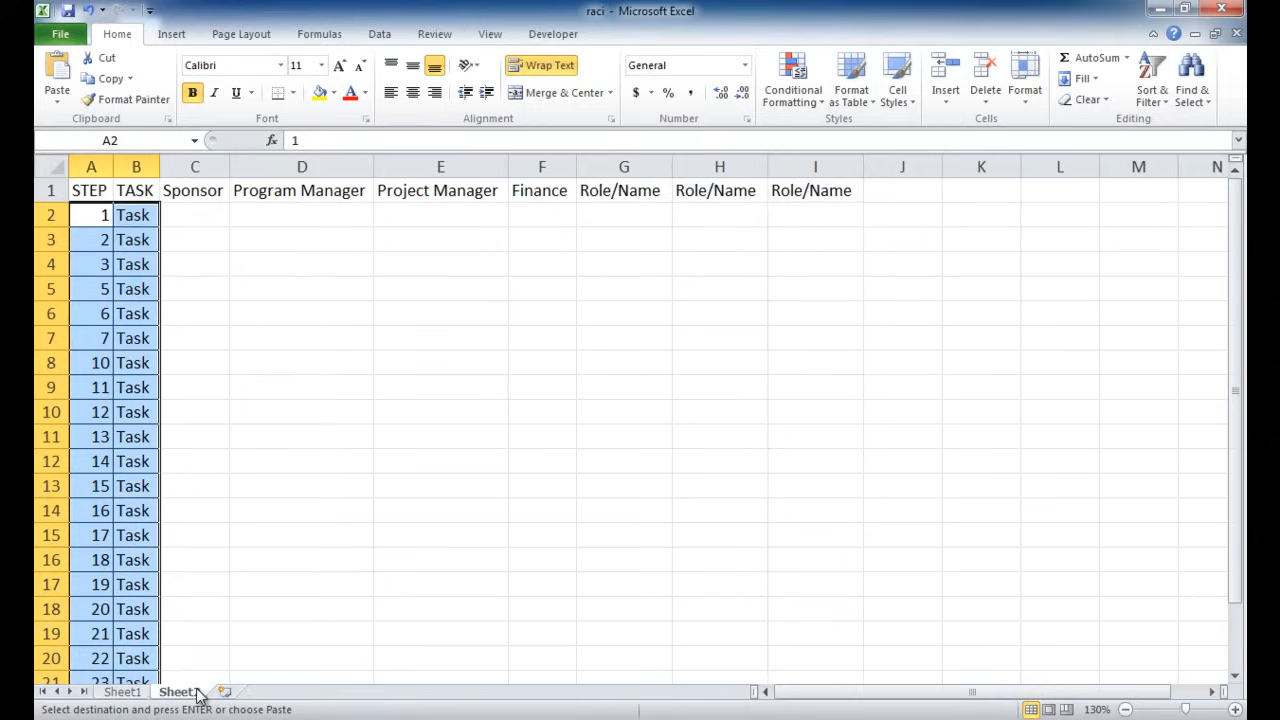 raci - Microsoft Excel
File Home Insert Page Layout Formulas Data Review View Developer
Cut
Calibri 11 Wrap Text General AutoSum
Paste Copy Fill
Format Painter B I U A Merge & Center $ % , Conditional Formatting Format as Table Cell Styles Insert Delete Format Clear Sort & Filter Find & Select
Clipboard Font Alignment Number Styles Cells Editing
A2 fx 1
A B C D E F G H I J K L M N
1 STEP TASK Sponsor Program Manager Project Manager Finance Role/Name Role/Name Role/Name
2 1 Task
3 2 Task
4 3 Task
5 5 Task
6 6 Task
7 7 Task
8 10 Task
9 11 Task
10 12 Task
11 13 Task
12 14 Task
13 15 Task
14 16 Task
15 17 Task
16 18 Task
17 19 Task
18 20 Task
19 21 Task
20 22 Task
21 23 Task
Sheet1
Select destination and press ENTER or choose Paste 130%